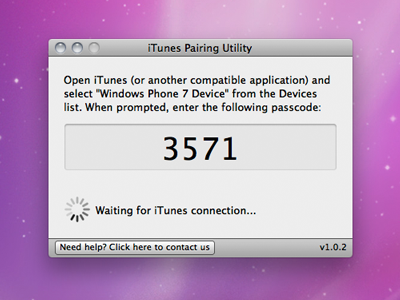 iTunes Pairing Utility
Open iTunes (or another compatible application) and
select "Windows Phone 7 Device" from the Devices
list. When prompted, enter the following passcode:
3571
Waiting for iTunes connection...
Need help? Click here to contact us
v1.0.2